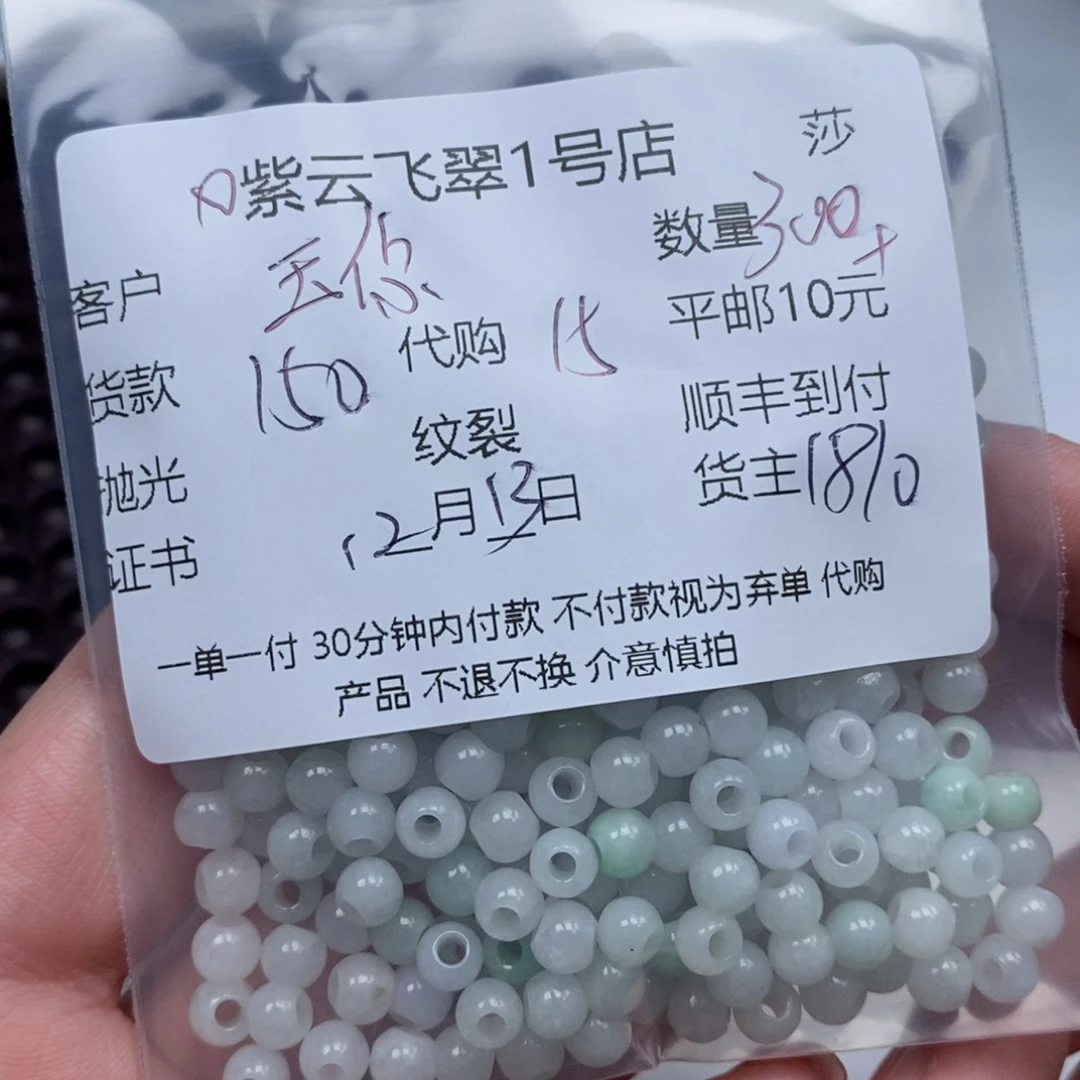 莎
紫云飞翠1号店
客户 玉你 数量300+
货款 150 代购 15 平邮10元
抛光 纹裂 顺丰到付
证书 12月13日 货主1810
一单一付 30分钟内付款 不付款视为弃单 代购
产品 不退不换 介意慎拍